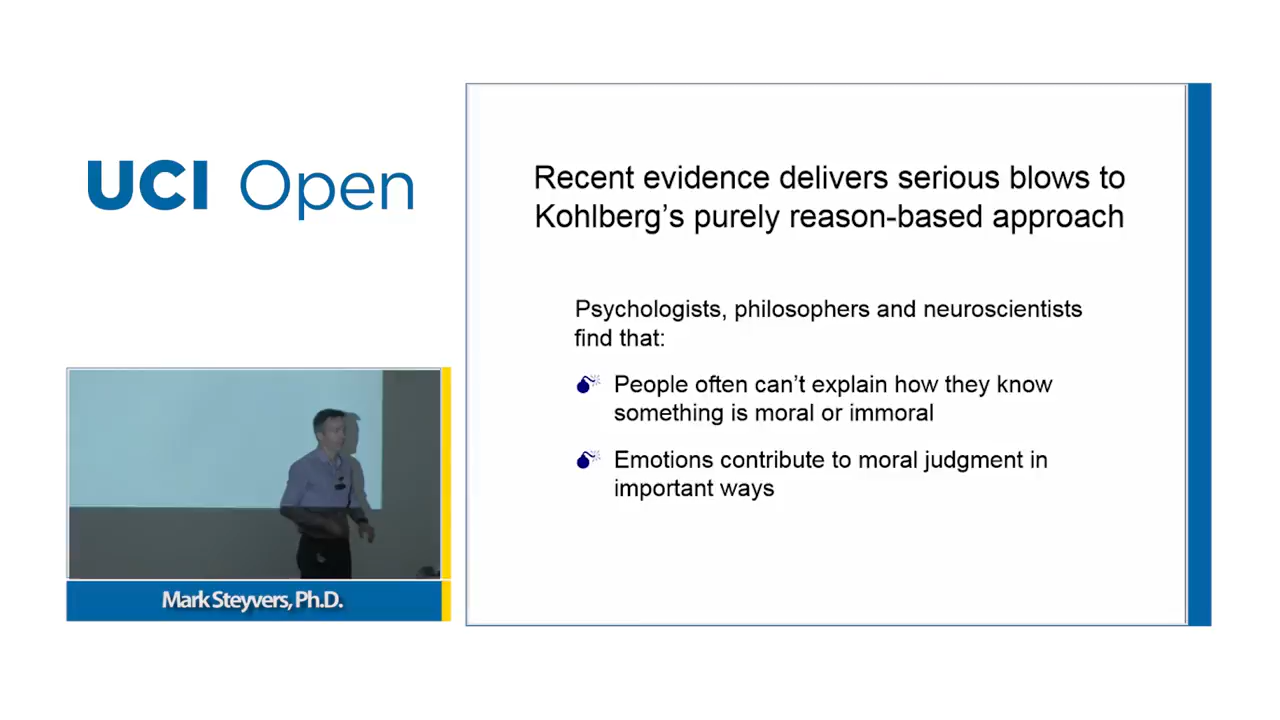 UCI Open
Recent evidence delivers serious blows to
Kohlberg’s purely reason-based approach
Psychologists, philosophers and neuroscientists
find that:
People often can’t explain how they know
something is moral or immoral
Emotions contribute to moral judgment in
important ways
Mark Steyvers, Ph.D.